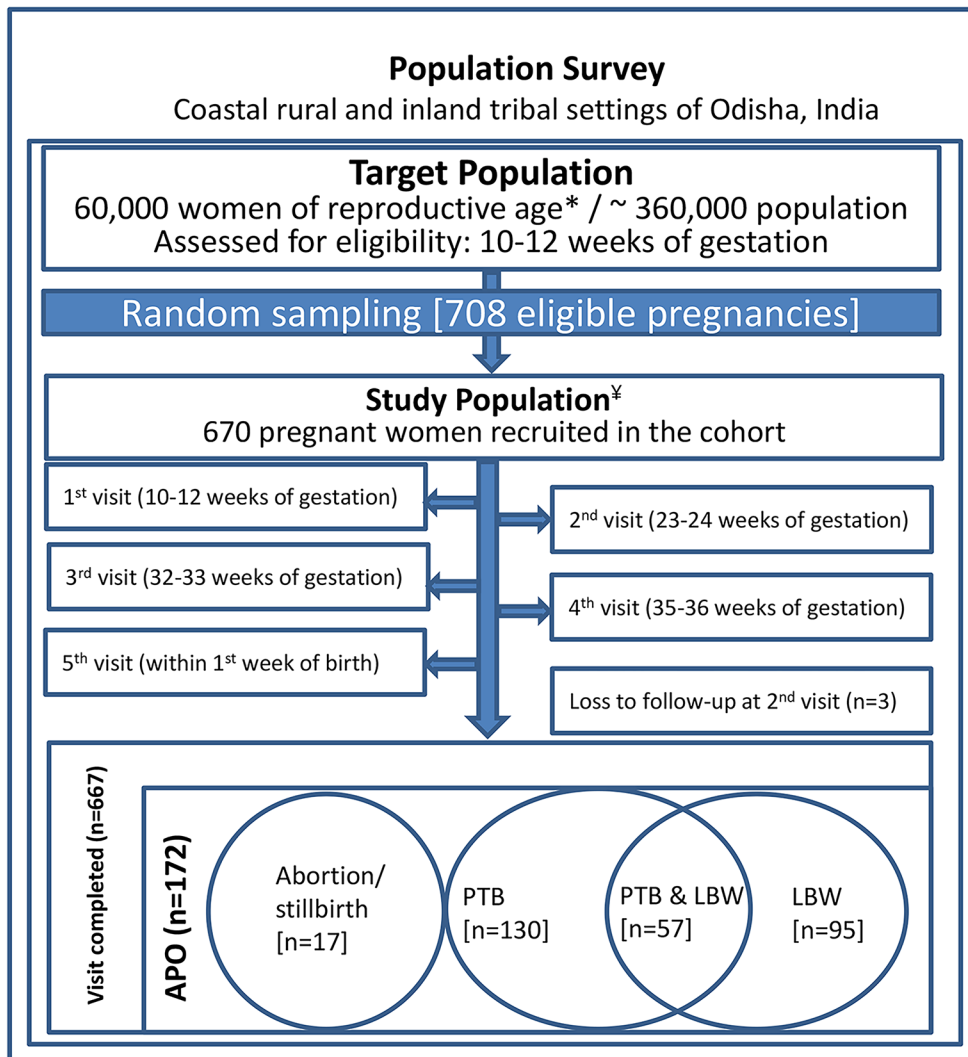 Population Survey
Coastal rural and inland tribal settings of Odisha, India
Target Population
60,000 women of reproductive age* / ~ 360,000 population
Assessed for eligibility: 10-12 weeks of gestation
Random sampling [708 eligible pregnancies]
Study Population¥
670 pregnant women recruited in the cohort
1st visit (10-12 weeks of gestation)
2nd visit (23-24 weeks of gestation)
3rd visit (32-33 weeks of gestation)
4th visit (35-36 weeks of gestation)
5th visit (within 1st week of birth)
Loss to follow-up at 2nd visit (n=3)
Visit completed (n=667)
APO (n=172)
Abortion/
stillbirth
[n=17]
PTB
[n=130]
PTB & LBW
[n=57]
LBW
[n=95]